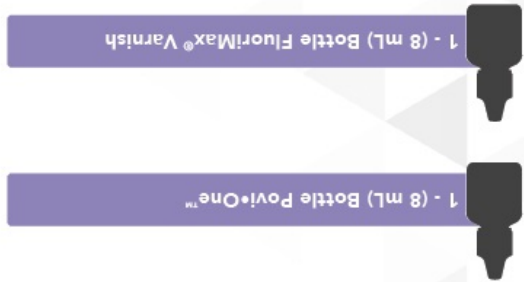 1 - (8 mL) Bottle Povi•One™
1 - (8 mL) Bottle FluoriMax® Varnish